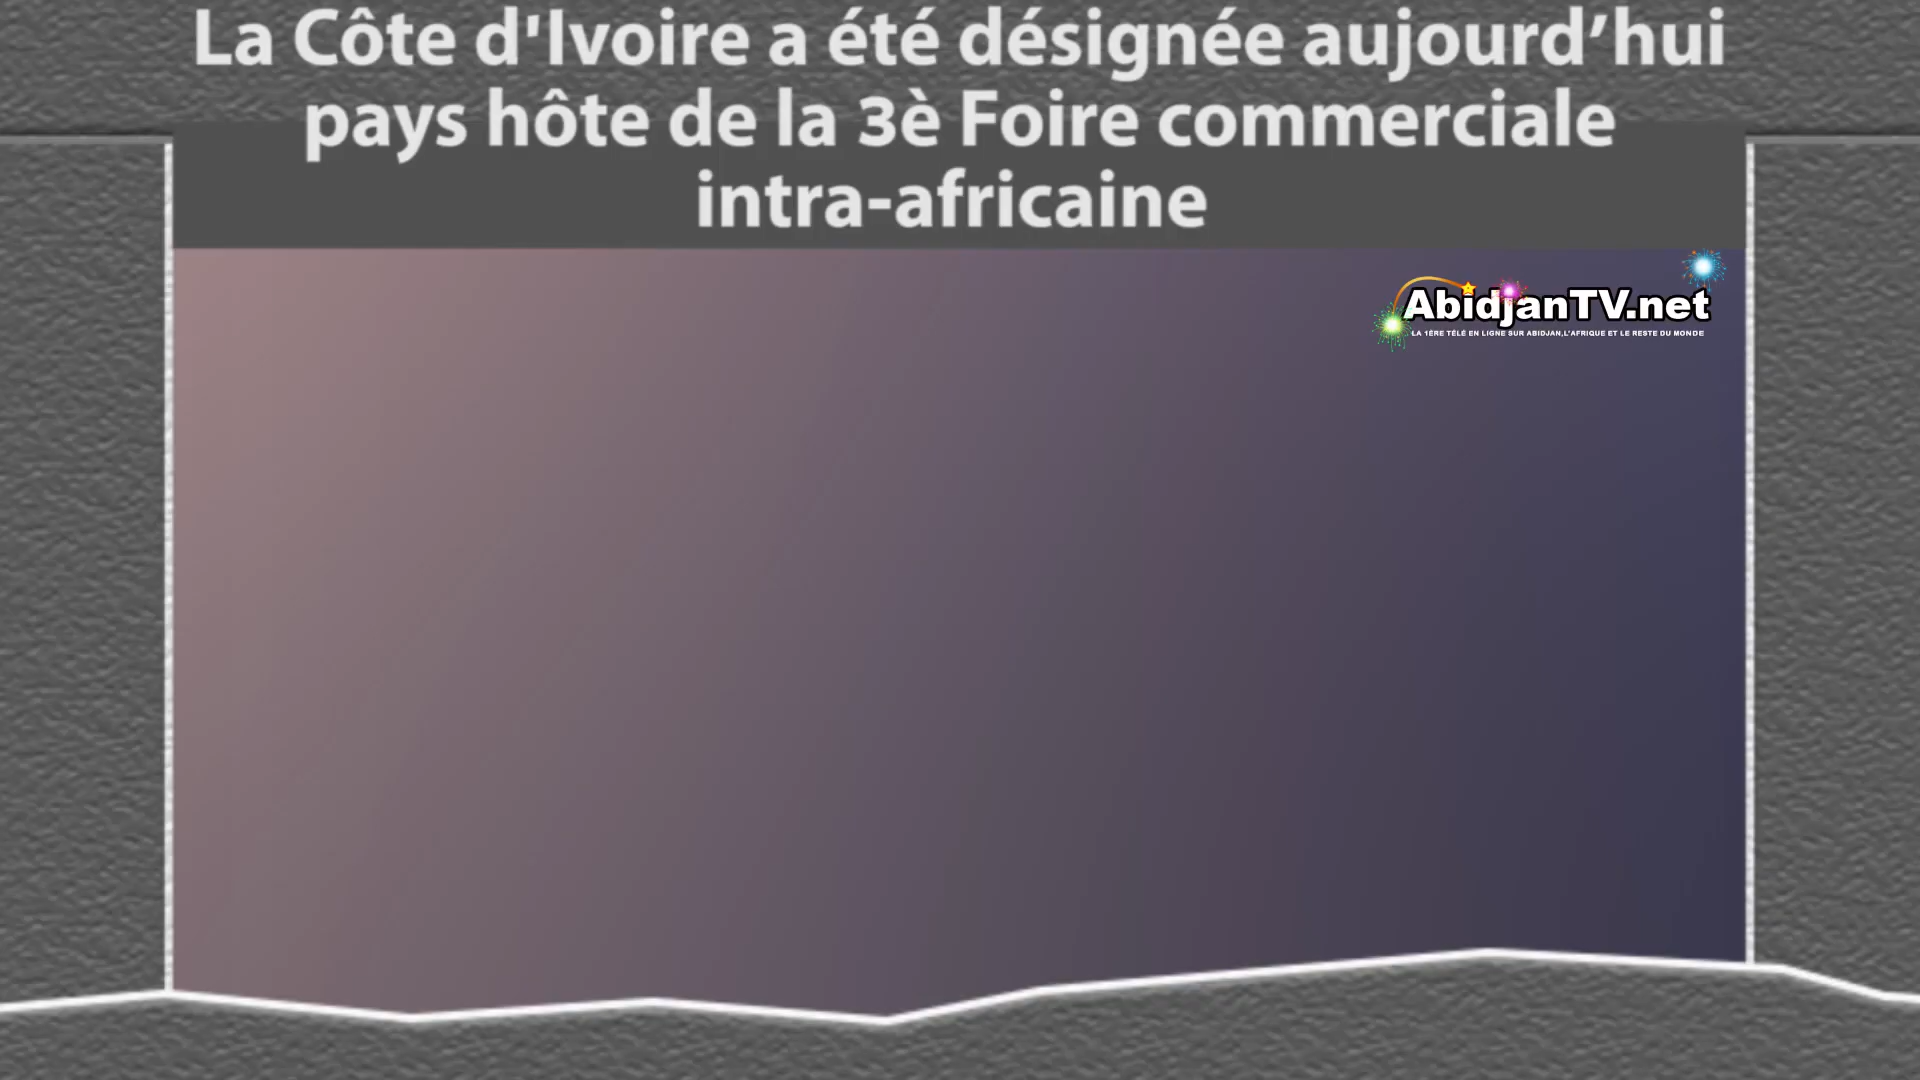 La Côte d'Ivoire a été désignée aujourd’hui
pays hôte de la 3è Foire commerciale
intra-africaine
AbidjanTV.net
LA 1ÈRE TÉLÉ EN LIGNE SUR ABIDJAN,L'AFRIQUE ET LE RESTE DU MONDE